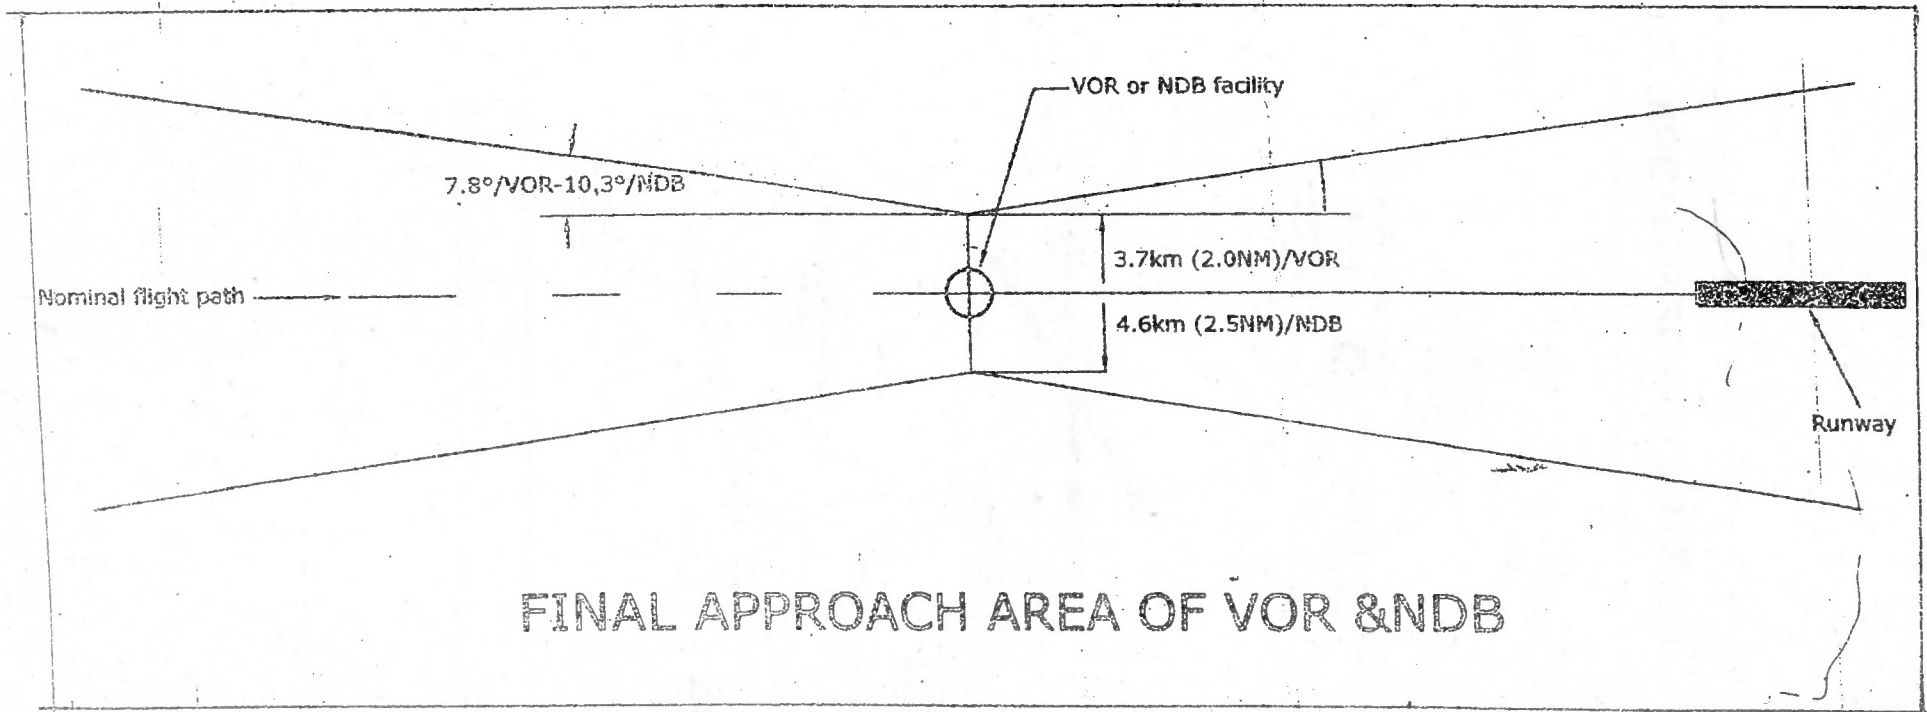 VOR or NDB facility
7.8°/VOR-10,3°/NDB
3.7km (2.0NM)/VOR
Nominal flight path
4.6km (2.5NM)/NDB
Runway
FINAL APPROACH AREA OF VOR &NDB